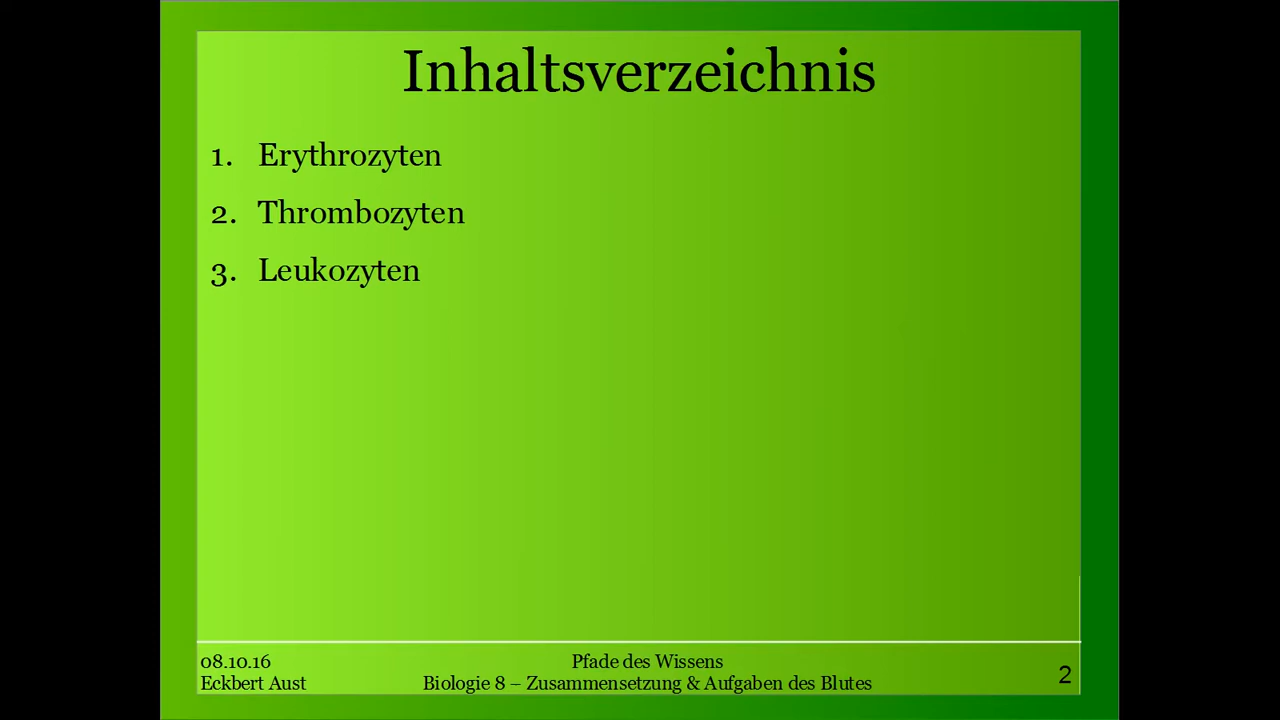 Inhaltsverzeichnis
1. Erythrozyten
2. Thrombozyten
3. Leukozyten
08.10.16
Eckbert Aust
Pfade des Wissens
Biologie 8 – Zusammensetzung & Aufgaben des Blutes
2